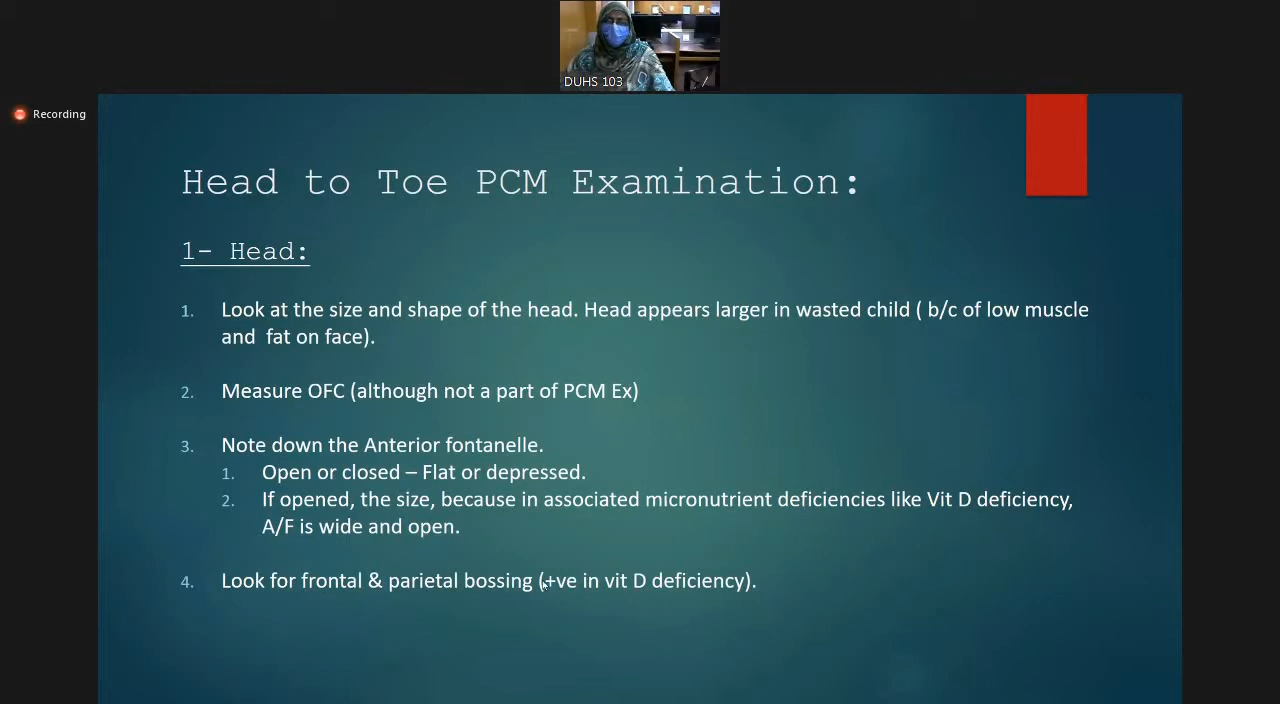 DUHS 103
Recording
Head to Toe PCM Examination:
1- Head:
1. Look at the size and shape of the head. Head appears larger in wasted child ( b/c of low muscle
and  fat on face).
2. Measure OFC (although not a part of PCM Ex)
3. Note down the Anterior fontanelle.
1. Open or closed – Flat or depressed.
2. If opened, the size, because in associated micronutrient deficiencies like Vit D deficiency,
A/F is wide and open.
4. Look for frontal & parietal bossing (+ve in vit D deficiency).